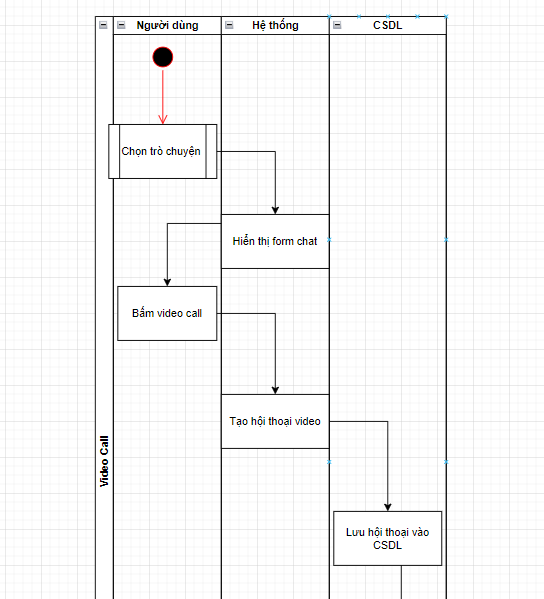 Người dùng
Hệ thống
CSDL
Chọn trò chuyện
Hiển thị form chat
Bấm video call
Tạo hội thoại video
Video Call
Lưu hội thoại vào
CSDL